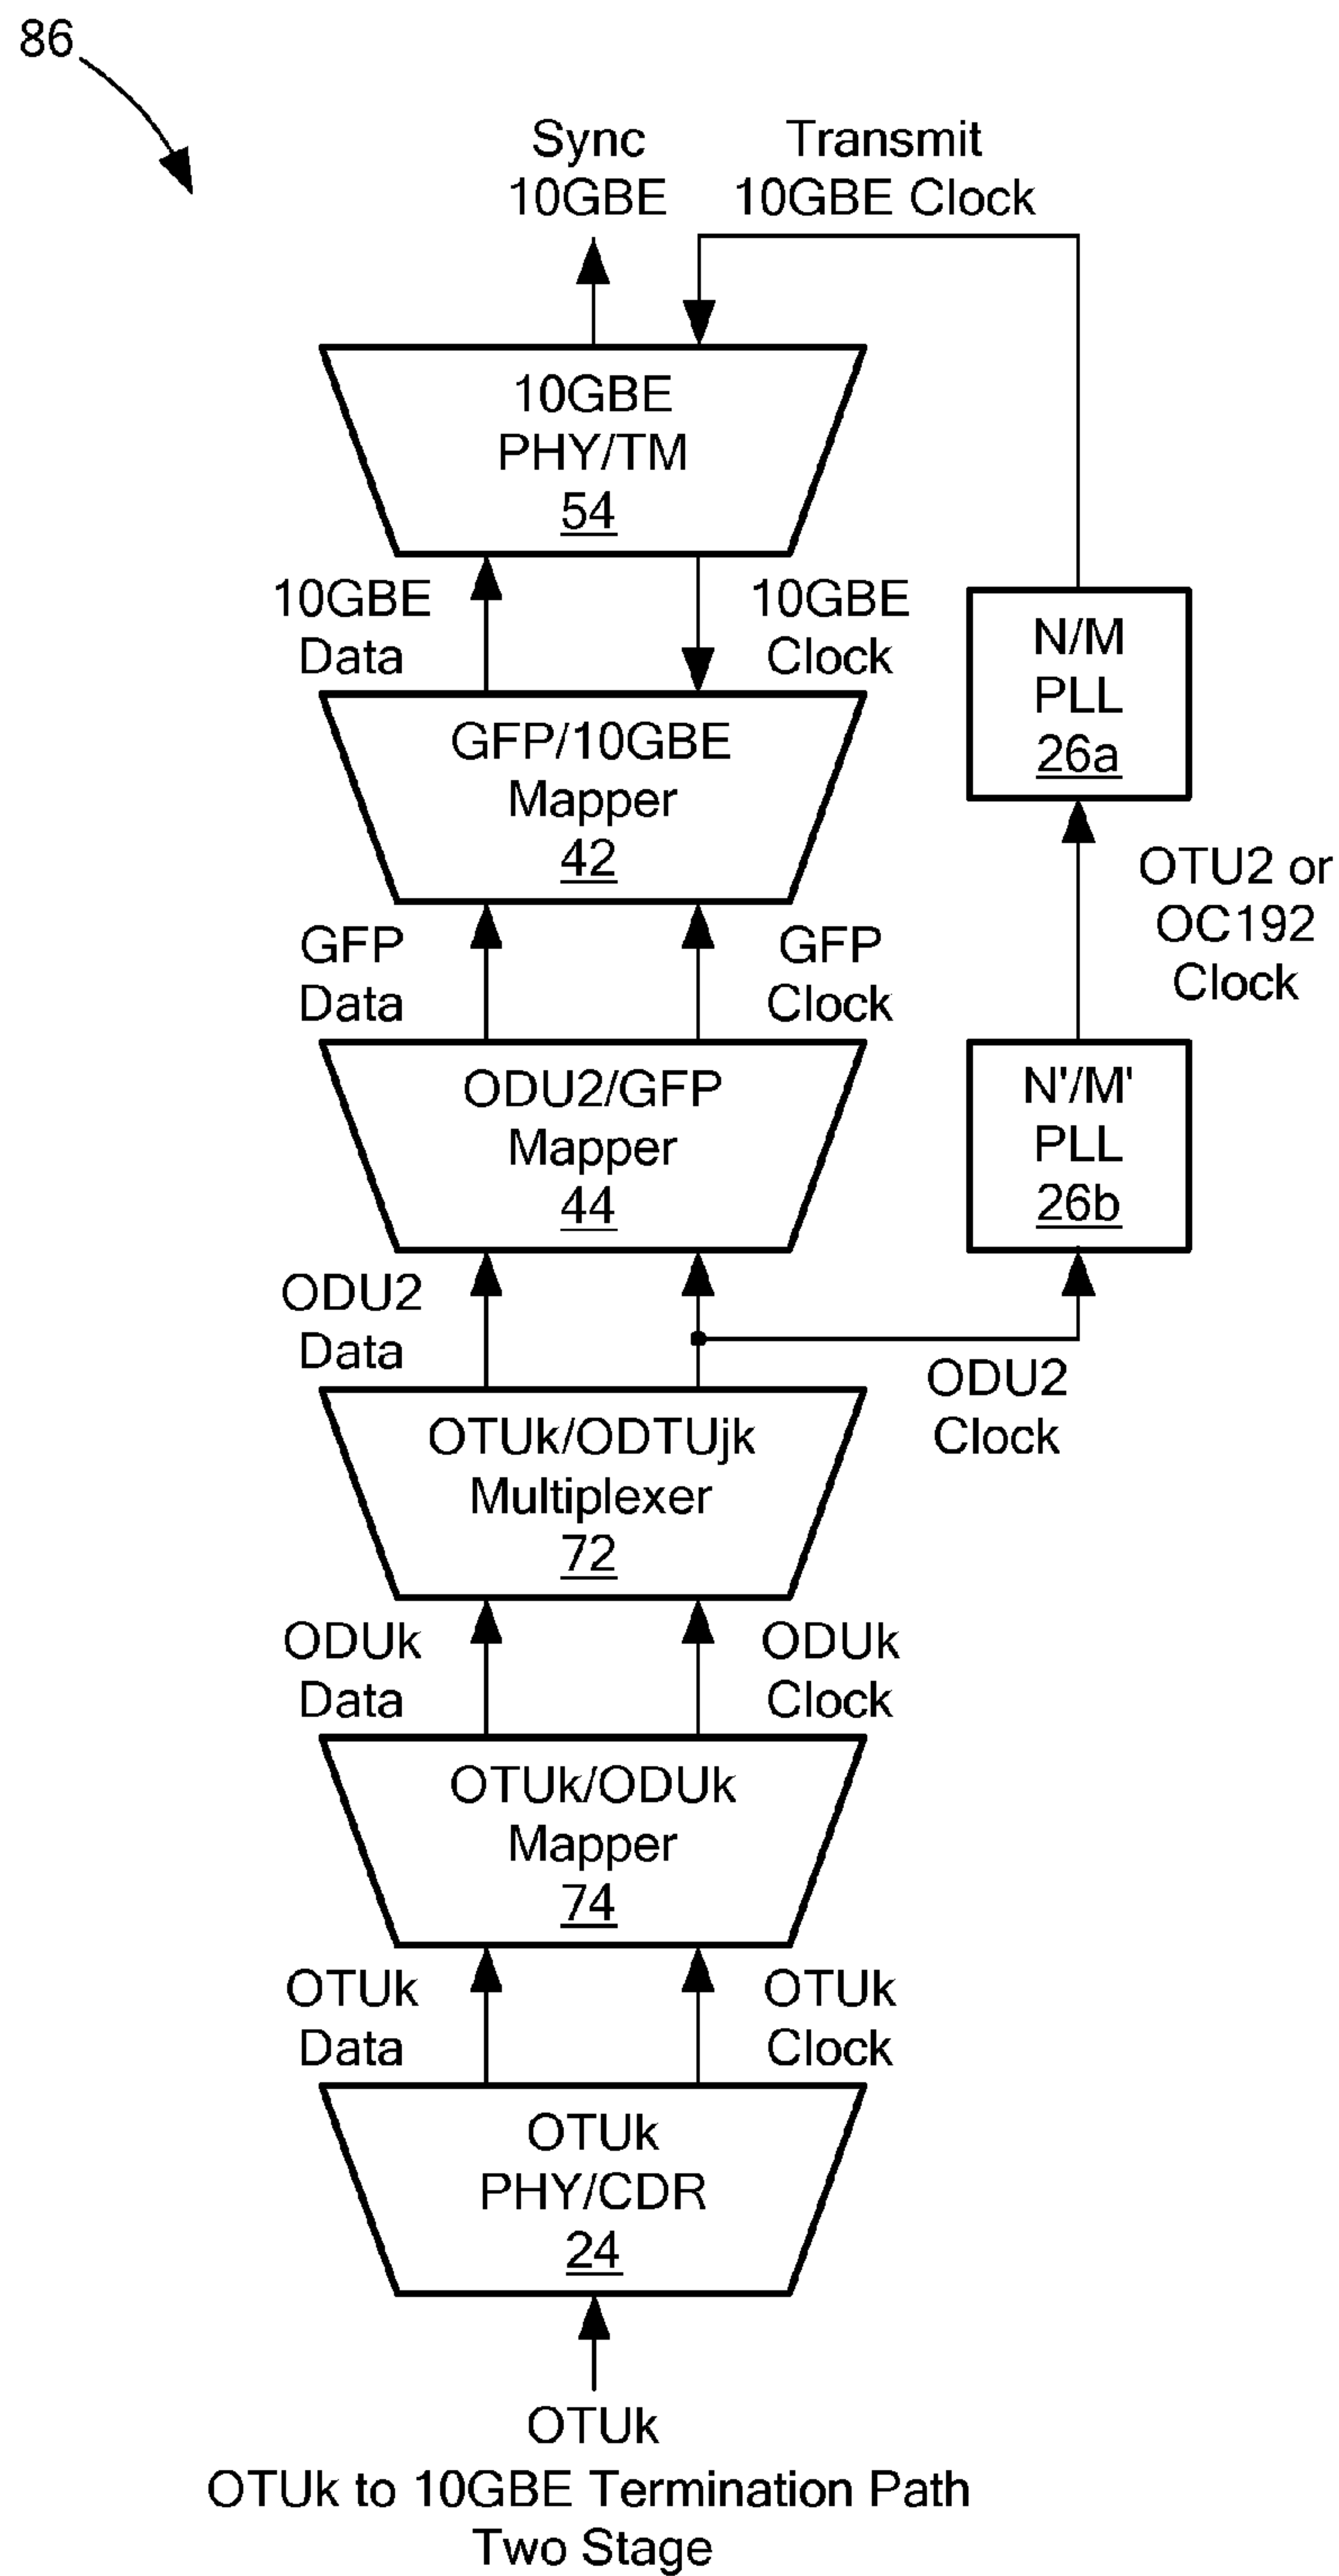 86
Sync
10GBE
Transmit
10GBE Clock
10GBE
PHY/TM
54
10GBE
Data
10GBE
Clock
N/M
PLL
26a
GFP/10GBE
Mapper
42
OTU2 or
OC192
Clock
GFP
Data
GFP
Clock
ODU2/GFP
Mapper
44
N'/M'
PLL
26b
ODU2
Data
ODU2
Clock
OTUk/ODTUjk
Multiplexer
72
ODUk
Data
ODUk
Clock
OTUk/ODUk
Mapper
74
OTUk
Data
OTUk
Clock
OTUk
PHY/CDR
24
OTUk
OTUk to 10GBE Termination Path
Two Stage